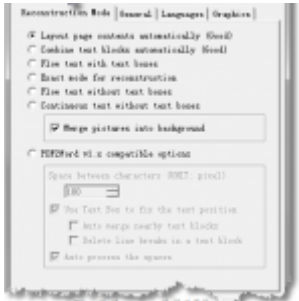 Reconstruction Mode General Languages Graphics
Layout page contents automatically (Good)
Combine text blocks automatically (Good)
Flow text with text boxes
Exact mode for reconstruction
Flow text without text boxes
Continuous text without text boxes
Merge pictures into background
PDF2Word v1.x compatible options
Space between characters (UNIT: pixel)
100
Use Text Box to fix the text position
Auto merge nearby text blocks
Delete line breaks in a text block
Auto process the spaces